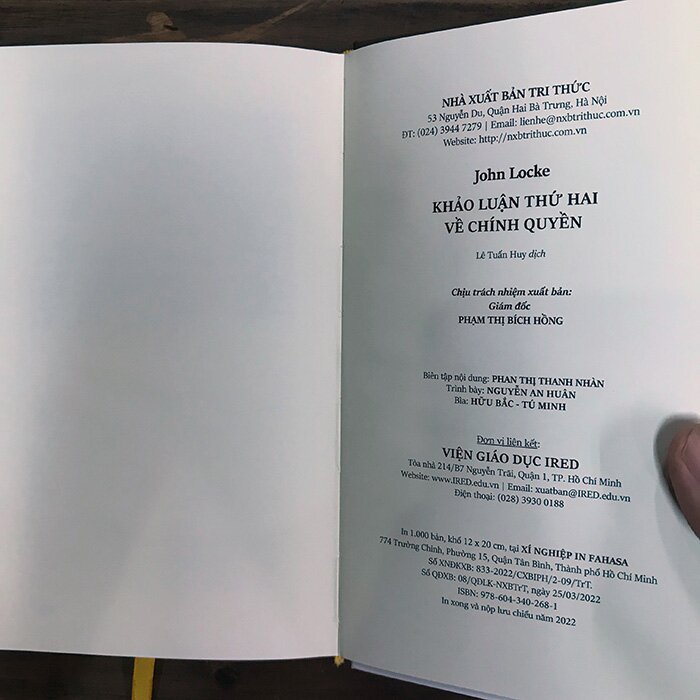 NHÀ XUẤT BẢN TRI THỨC
53 Nguyễn Du, Quận Hai Bà Trưng, Hà Nội
ĐT: (024) 3944 7279 | Email: lienhe@nxbtrithuc.com.vn
Website: http://nxbtrithuc.com.vn
John Locke
KHẢO LUẬN THỨ HAI
VỀ CHÍNH QUYỀN
Lê Tuấn Huy dịch
Chịu trách nhiệm xuất bản:
Giám đốc
PHẠM THỊ BÍCH HỒNG
Biên tập nội dung: PHAN THỊ THANH NHÀN
Trình bày: NGUYỄN AN HUÂN
Bìa: HỮU BẮC - TÚ MINH
Đơn vị liên kết:
VIỆN GIÁO DỤC IRED
Tòa nhà 214/B7 Nguyễn Trãi, Quận 1, TP. Hồ Chí Minh
Website: www.IRED.edu.vn | Email: xuatban@IRED.edu.vn
Điện thoại: (028) 3930 0188
In 1.000 bản, khổ 12 x 20 cm, tại XÍ NGHIỆP IN FAHASA
774 Trường Chinh, Phường 15, Quận Tân Bình, Thành phố Hồ Chí Minh
Số XNĐKXB: 833-2022/CXBIPH/2-09/TrT.
Số QĐXB: 08/QĐLK-NXBTrT, ngày 25/03/2022
ISBN: 978-604-340-268-1
In xong và nộp lưu chiểu năm 2022